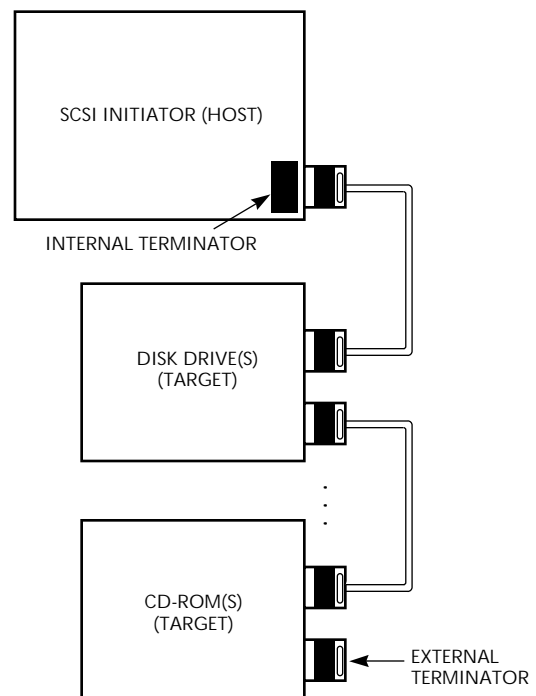 SCSI INITIATOR (HOST)
INTERNAL TERMINATOR
DISK DRIVE(S)
(TARGET)
CD-ROM(S)
(TARGET)
EXTERNAL
TERMINATOR